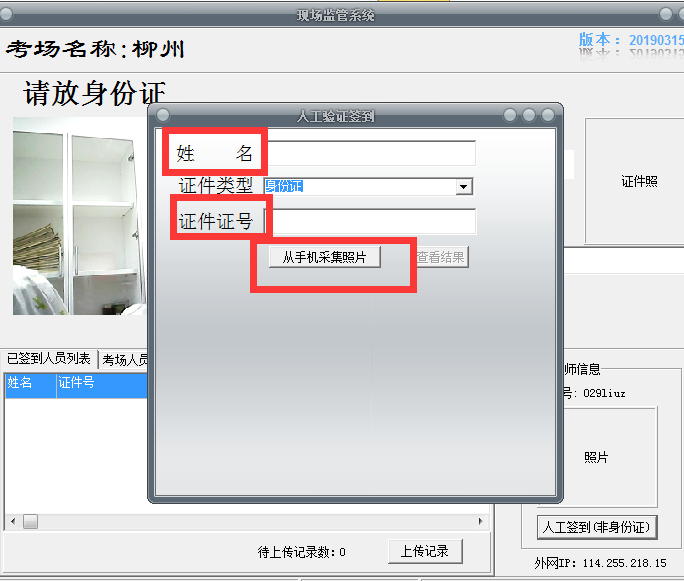 现场监管系统
考场名称:柳州
版本：20190315
请放身份证
人工验证签到
姓 名
证件类型 身份证
证件证号
从手机采集照片 查看结果
证件照
已签到人员列表 考场人员
姓名 证件号
师信息
号: 029liuz
照片
人工签到(非身份证)
待上传记录数: 0 上传记录
外网IP: 114.255.218.15